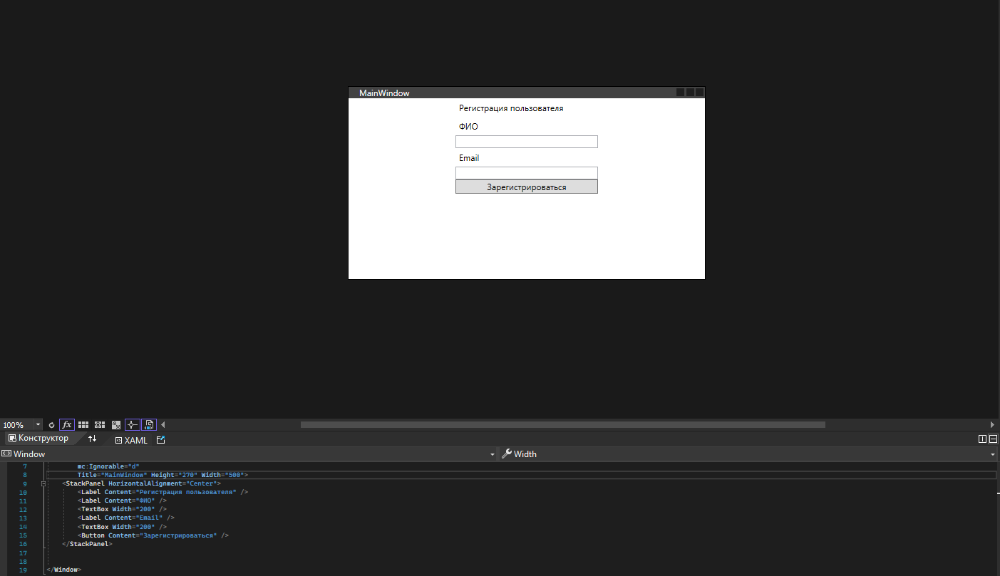 MainWindow
Регистрация пользователя
ФИО
Email
Зарегистрироваться
100%
fx
Конструктор
XAML
Window
Width
7 mc:Ignorable="d"
8 Title="MainWindow" Height="270" Width="500">
9 <StackPanel HorizontalAlignment="Center">
10 <Label Content="Регистрация пользователя" />
11 <Label Content="ФИО" />
12 <TextBox Width="200" />
13 <Label Content="Email" />
14 <TextBox Width="200" />
15 <Button Content="Зарегистрироваться" />
16 </StackPanel>
17
18
19 </Window>